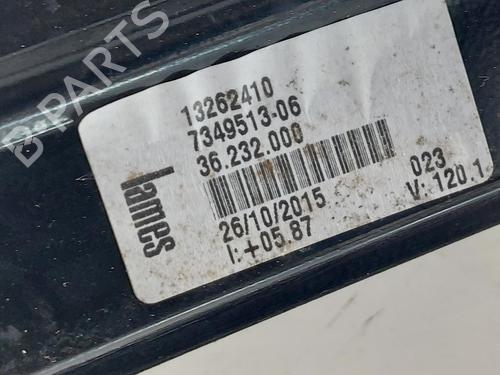 B-PARTS
13262410
7349513-06
36.232.000
lames
26/10/2015
023
I:+05.87
V: 120.1